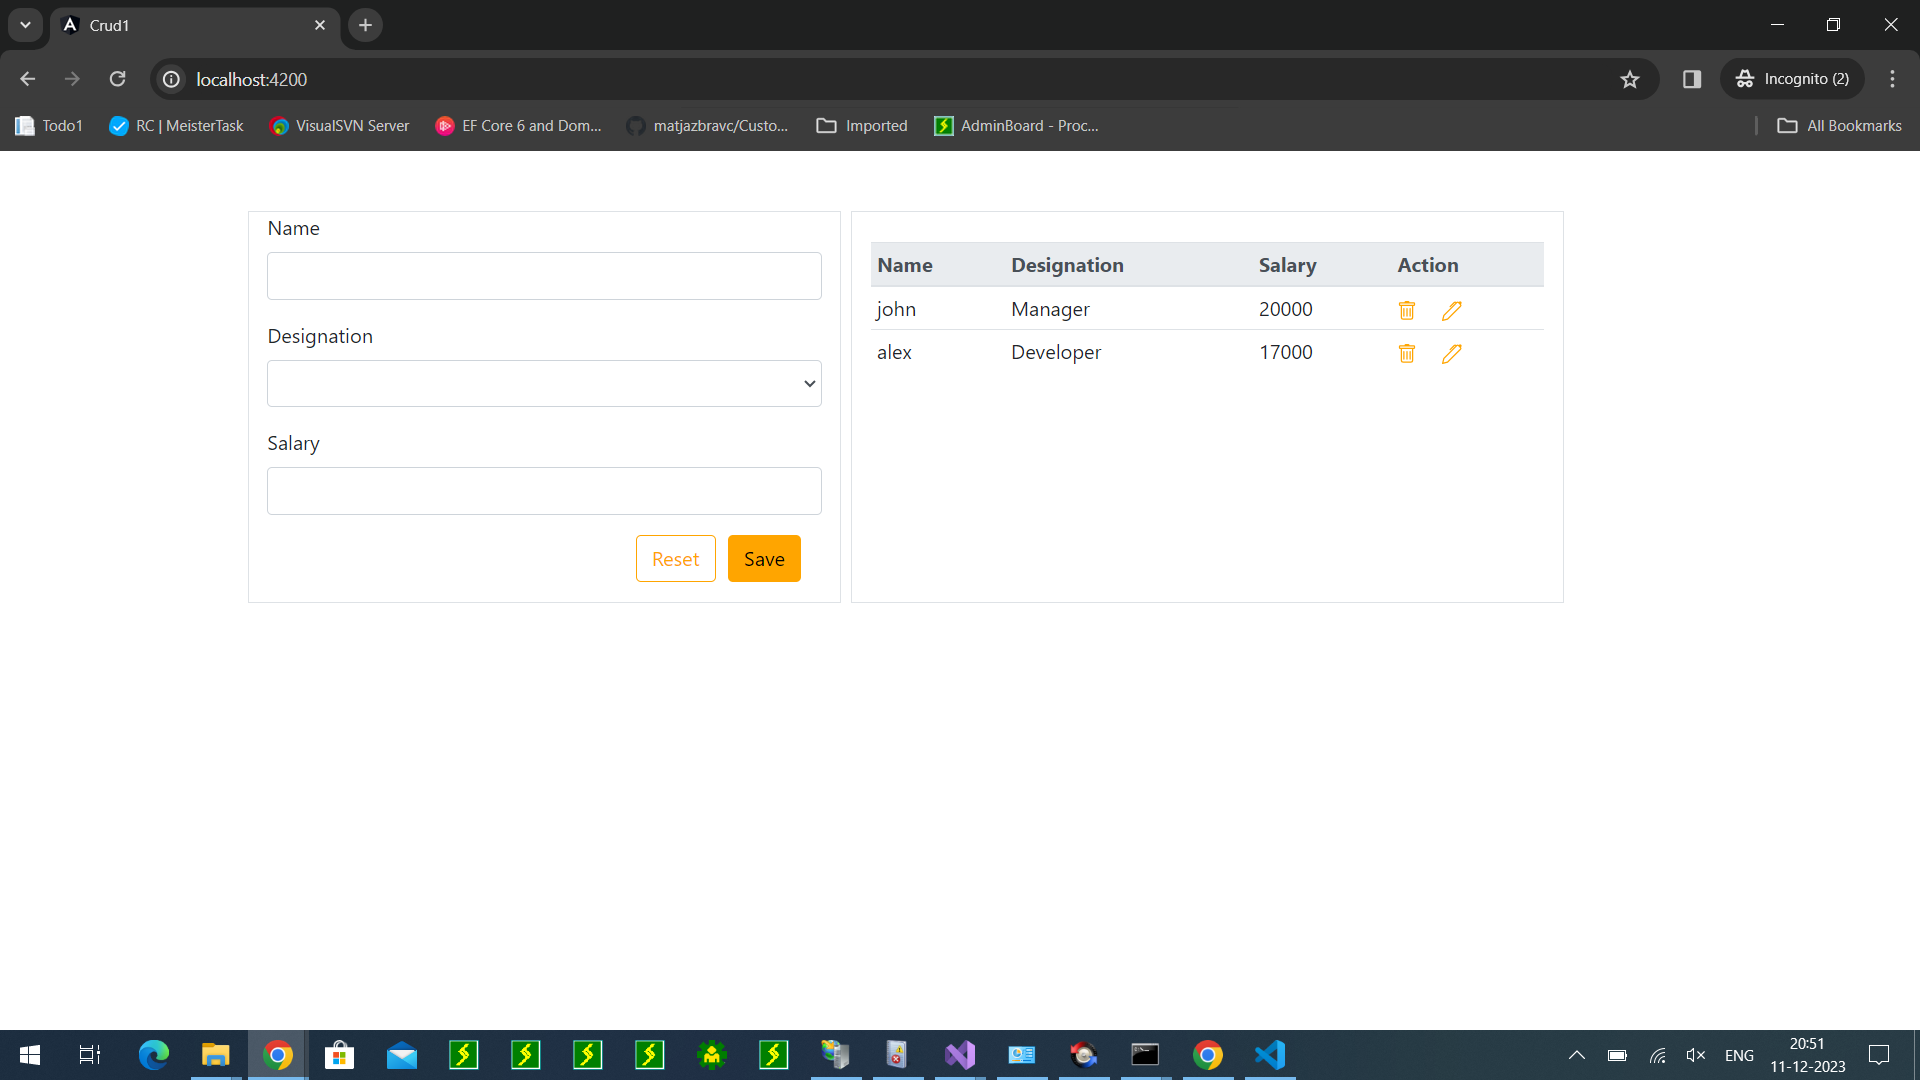 Crud1
localhost:4200
Incognito (2)
Todo1
RC | MeisterTask
VisualSVN Server
EF Core 6 and Dom...
matjazbravc/Custo...
Imported
AdminBoard - Proc...
All Bookmarks
Name
Designation
Salary
Reset
Save
Name Designation Salary Action
john Manager 20000
alex Developer 17000
ENG
20:51
11-12-2023